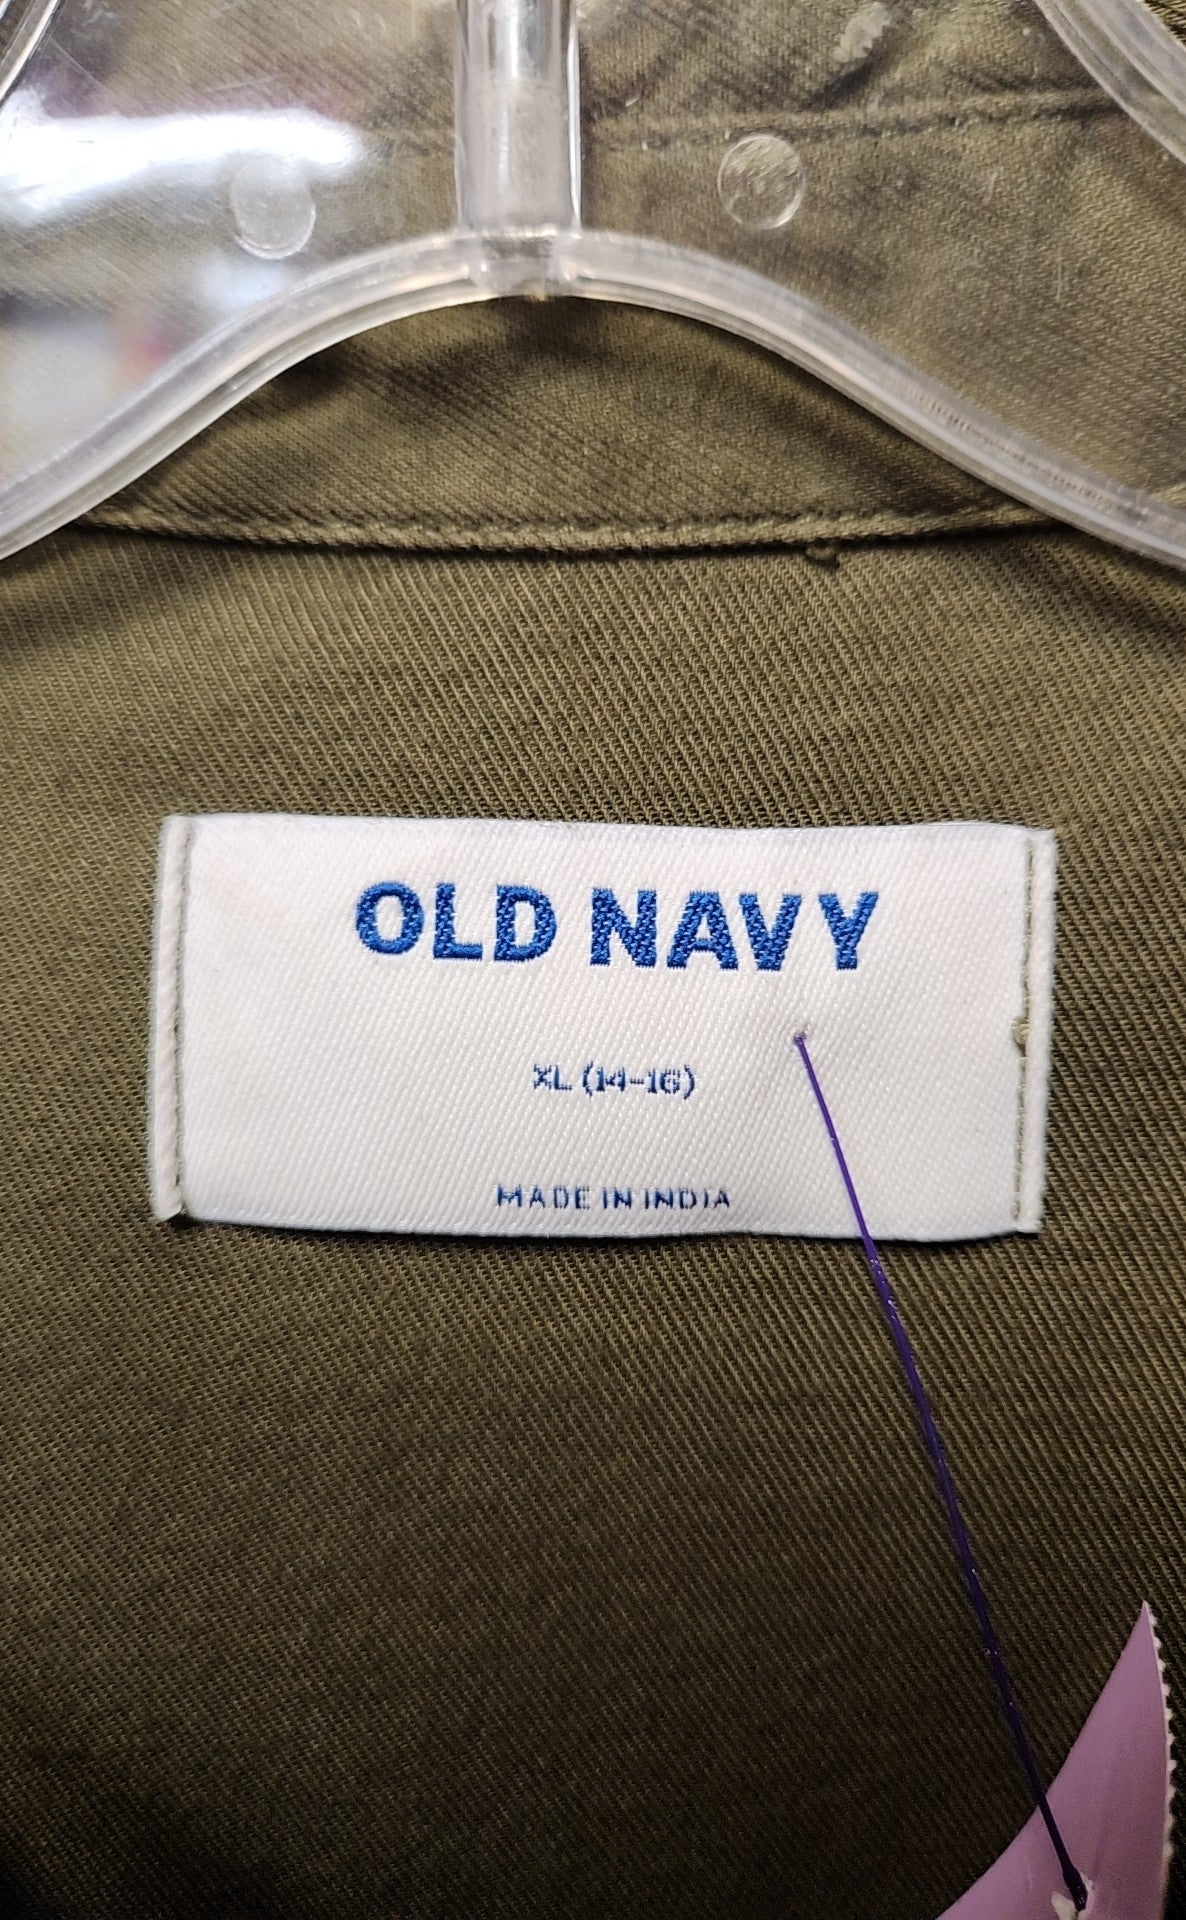 OLD NAVY
XL (14-16)
MADE IN INDIA